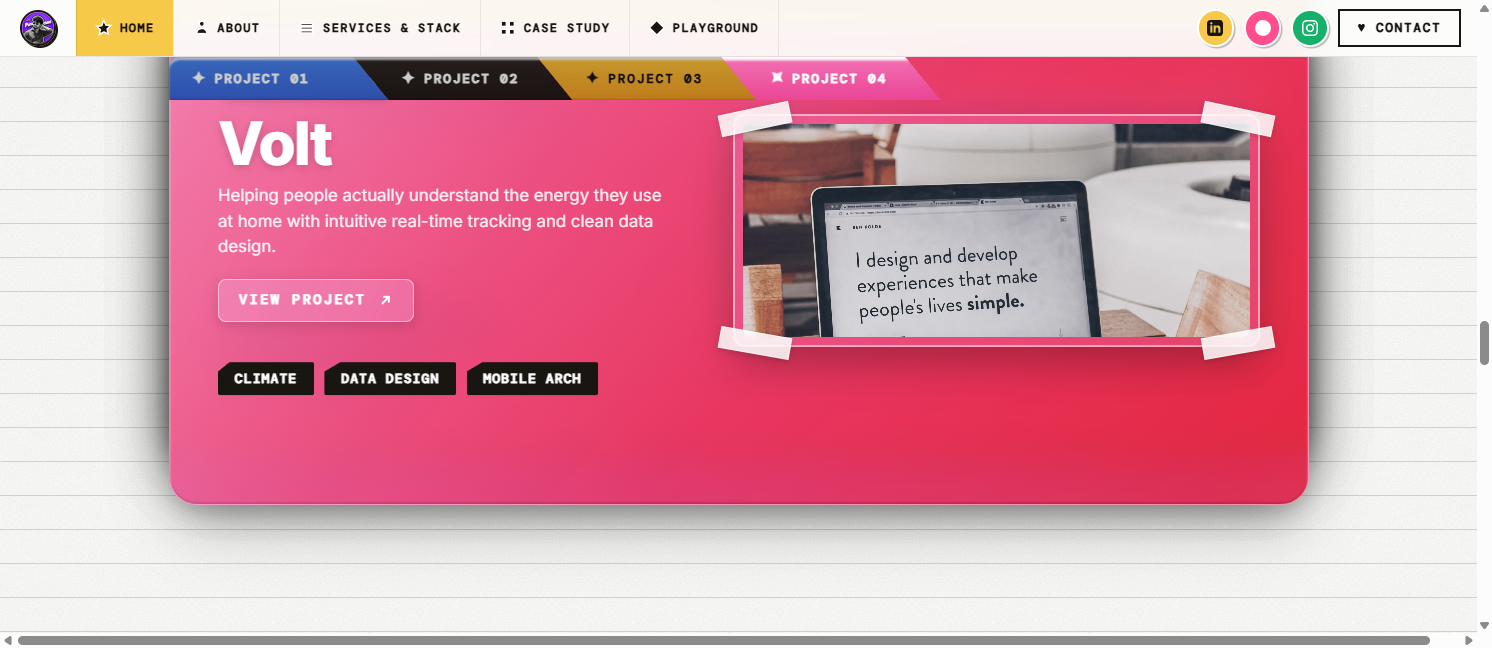 HOME
ABOUT
SERVICES & STACK
CASE STUDY
PLAYGROUND
in
♥ CONTACT
PROJECT 01
PROJECT 02
PROJECT 03
PROJECT 04
Volt
Helping people actually understand the energy they use
at home with intuitive real-time tracking and clean data
design.
VIEW PROJECT
CLIMATE
DATA DESIGN
MOBILE ARCH
I design and develop
experiences that make
people's lives simple.